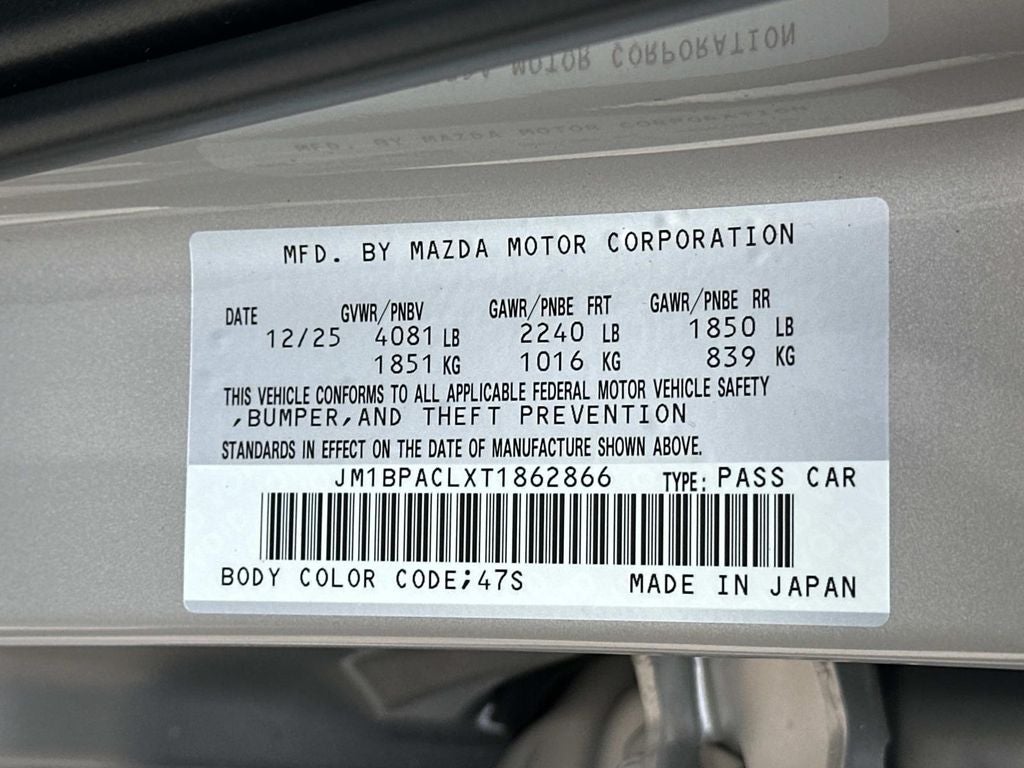 MFD. BY MAZDA MOTOR CORPORATION
DATE GVWR/PNBV GAWR/PNBE FRT GAWR/PNBE RR
12/25 4081 LB 2240 LB 1850 LB
1851 KG 1016 KG 839 KG
THIS VEHICLE CONFORMS TO ALL APPLICABLE FEDERAL MOTOR VEHICLE SAFETY
,BUMPER,AND THEFT PREVENTION
STANDARDS IN EFFECT ON THE DATE OF MANUFACTURE SHOWN ABOVE.
JM1BPACLXT1862866 TYPE: PASS CAR
BODY COLOR CODE;47S MADE IN JAPAN